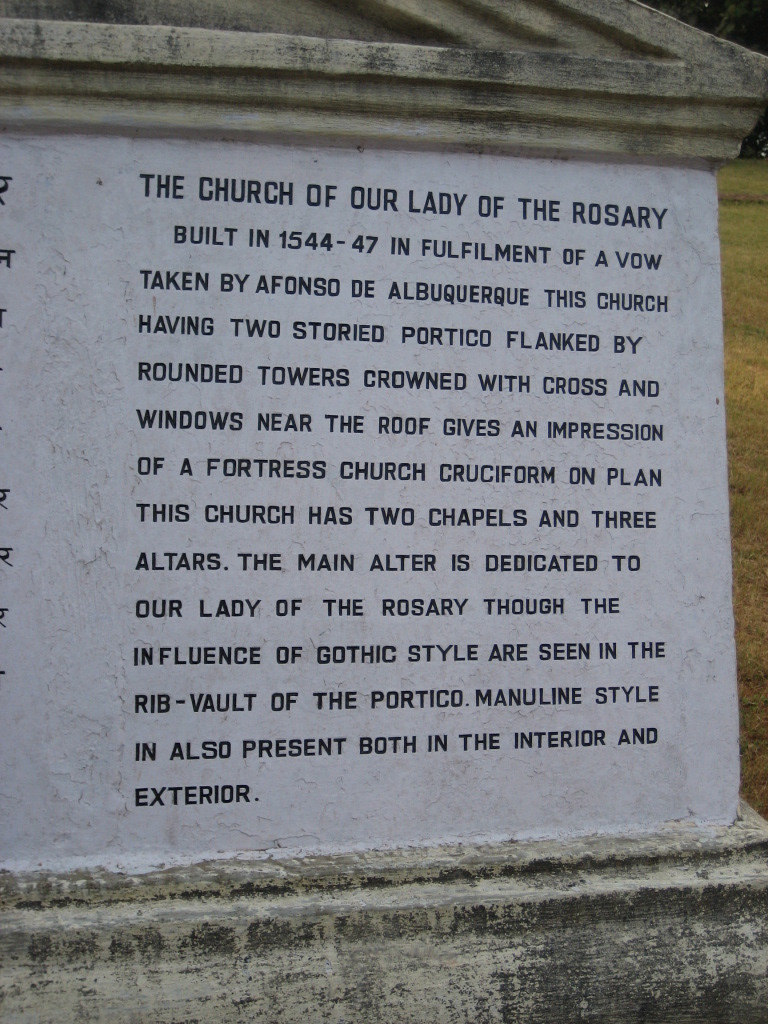 THE CHURCH OF OUR LADY OF THE ROSARY
BUILT IN 1544-47 IN FULFILMENT OF A VOW
TAKEN BY AFONSO DE ALBUQUERQUE THIS CHURCH
HAVING TWO STORIED PORTICO FLANKED BY
ROUNDED TOWERS CROWNED WITH CROSS AND
WINDOWS NEAR THE ROOF GIVES AN IMPRESSION
OF A FORTRESS CHURCH CRUCIFORM ON PLAN
THIS CHURCH HAS TWO CHAPELS AND THREE
ALTARS. THE MAIN ALTER IS DEDICATED TO
OUR LADY OF THE ROSARY THOUGH THE
INFLUENCE OF GOTHIC STYLE ARE SEEN IN THE
RIB-VAULT OF THE PORTICO. MANULINE STYLE
IN ALSO PRESENT BOTH IN THE INTERIOR AND
EXTERIOR.